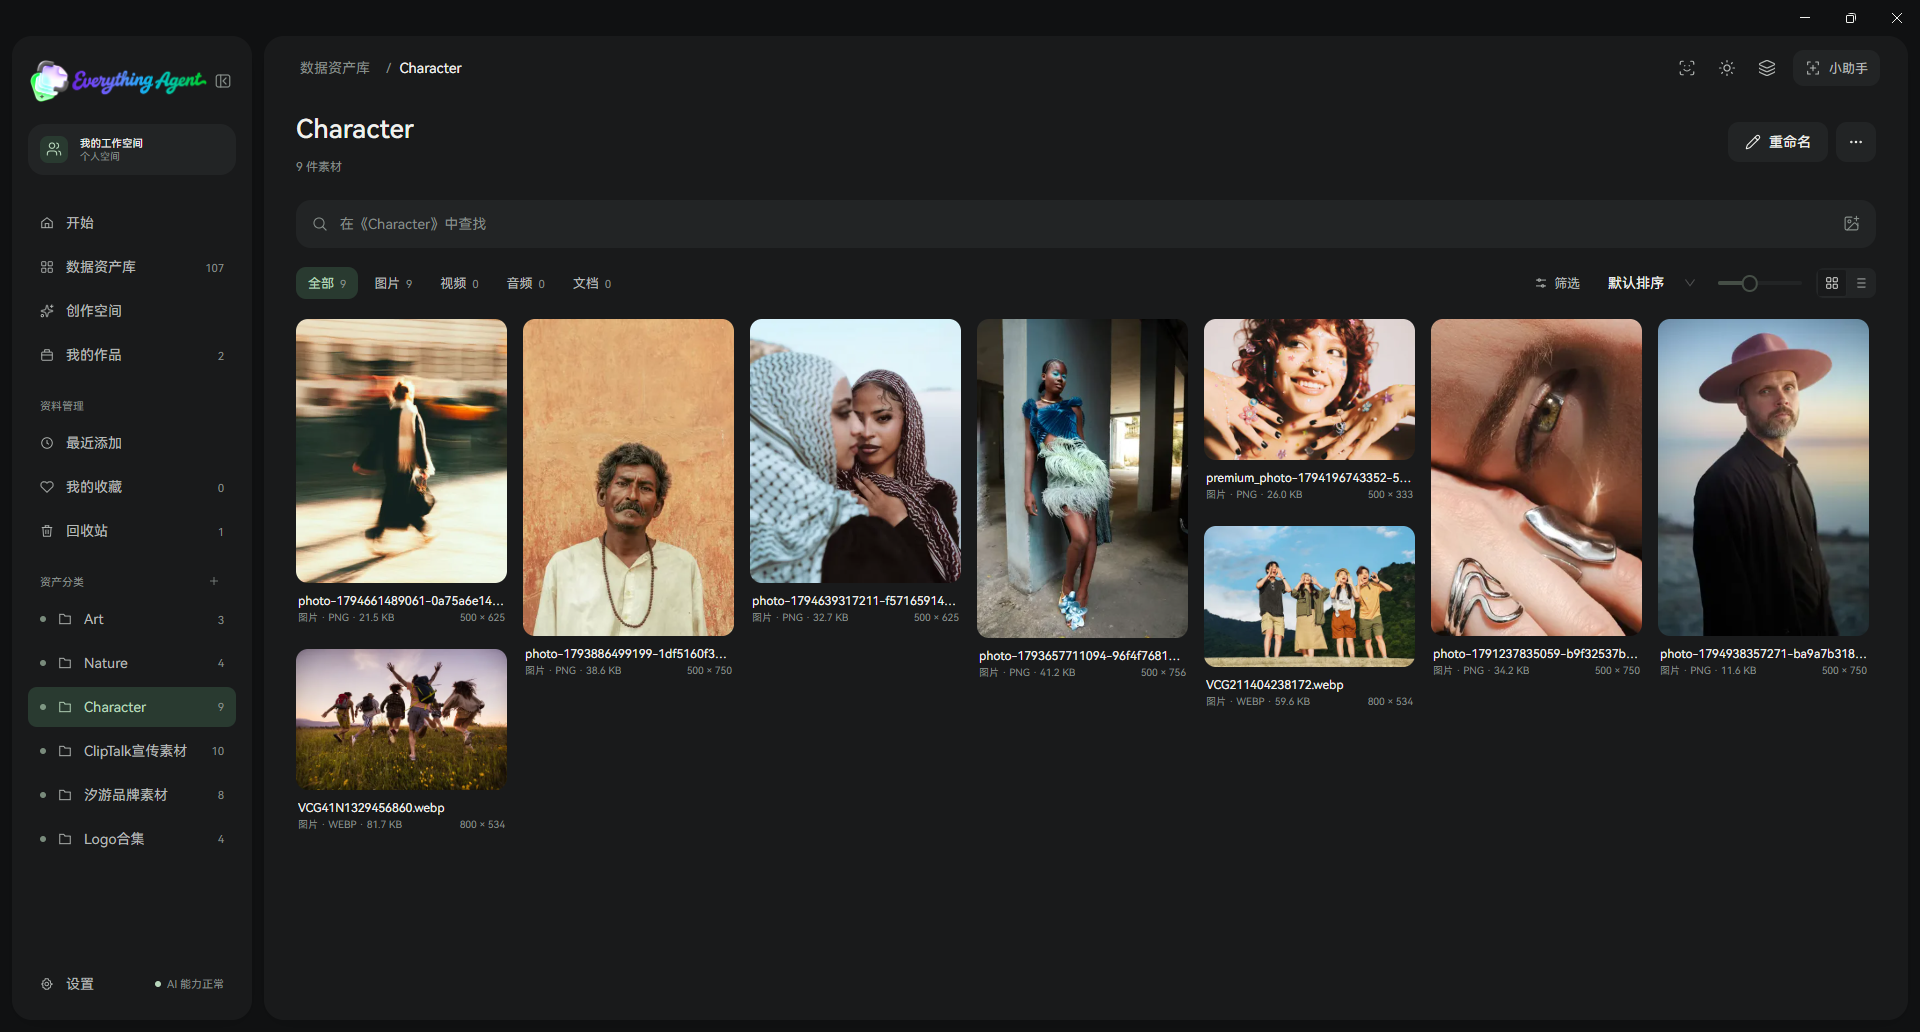 Everything Agent
我的工作空间
个人空间
开始
数据资产库 107
创作空间
我的作品 2
资料管理
最近添加
我的收藏 0
回收站 1
资产分类 +
Art 3
Nature 4
Character 9
ClipTalk宣传素材 10
汐游品牌素材 8
Logo合集 4
设置
AI 能力正常
数据资产库 / Character
小助手
Character
9 件素材
重命名
在《Character》中查找
全部 9 图片 9 视频 0 音频 0 文档 0
筛选 默认排序
photo-1794661489061-0a75a6e14...
图片 · PNG · 21.5 KB 500 × 625
photo-1793886499199-1df5160f3...
图片 · PNG · 38.6 KB 500 × 750
photo-1794639317211-f57165914...
图片 · PNG · 32.7 KB 500 × 625
photo-1793657711094-96f4f7681...
图片 · PNG · 41.2 KB 500 × 756
premium_photo-1794196743352-5...
图片 · PNG · 26.0 KB 500 × 333
photo-1791237835059-b9f32537b...
图片 · PNG · 34.2 KB 500 × 750
photo-1794938357271-ba9a7b318...
图片 · PNG · 11.6 KB 500 × 750
VCG211404238172.webp
图片 · WEBP · 59.6 KB 800 × 534
VCG41N1329456860.webp
图片 · WEBP · 81.7 KB 800 × 534